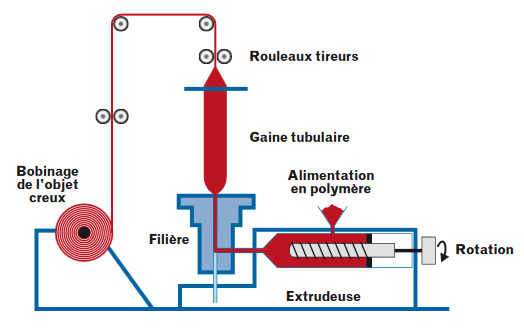 Rouleaux tireurs
Gaine tubulaire
Alimentation
en polymère
Bobinage
de l'objet
creux
Filière
Rotation
Extrudeuse